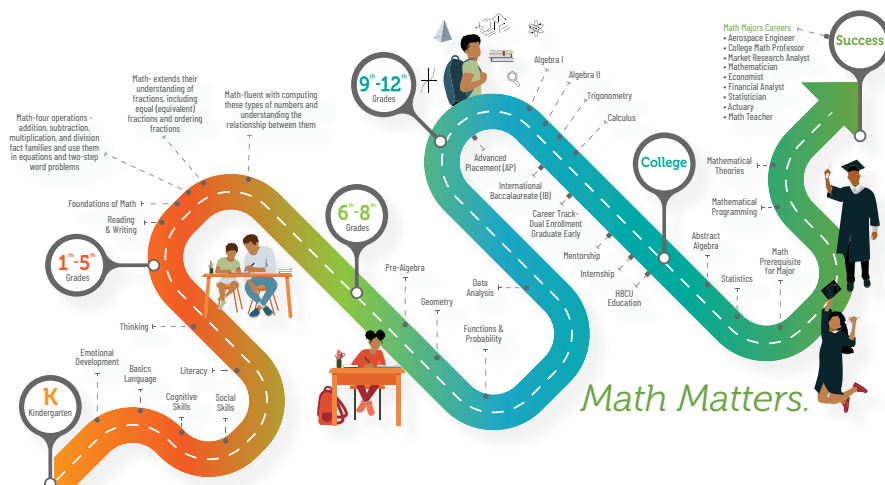 K
Kindergarten
Emotional
Development
Basics
Language
Cognitive
Skills
Social
Skills
Literacy
Thinking
1th-5th
Grades
Reading
& Writing
Foundations of Math
Math-four operations -
addition, subtraction,
multiplication, and division
fact families and use them
in equations and two-step
word problems
Math- extends their
understanding of
fractions, including
equal (equivalent)
fractions and ordering
fractions
Math-fluent with computing
these types of numbers and
understanding the
relationship between them
6th-8th
Grades
Pre-Algebra
Geometry
Functions &
Probability
Data
Analysis
9th-12th
Grades
Advanced
Placement (AP)
Algebra I
Algebra II
Trigonometry
Calculus
International
Baccalaureate (IB)
Career Track-
Dual Enrollment
Graduate Early
Mentorship
Internship
HBCU
Education
College
Abstract
Algebra
Statistics
Math
Prerequisite
for Major
Mathematical
Programming
Mathematical
Theories
Success
Math Majors Careers
• Aerospace Engineer
• College Math Professor
• Market Research Analyst
• Mathematician
• Economist
• Financial Analyst
• Statistician
• Actuary
• Math Teacher
Math Matters.